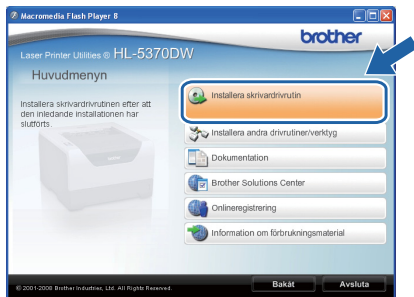 Macromedia Flash Player 8
brother
Laser Printer Utilities ® HL-5370DW
Huvudmenyn
Installera skrivardrivrutinen efter att
den inledande installationen har
slutförts.
Installera skrivardrivrutin
Installera andra drivrutiner/verktyg
Dokumentation
Brother Solutions Center
Onlineregistrering
Information om förbrukningsmaterial
© 2001-2008 Brother Industries, Ltd. All Rights Reserved.
Bakåt
Avsluta